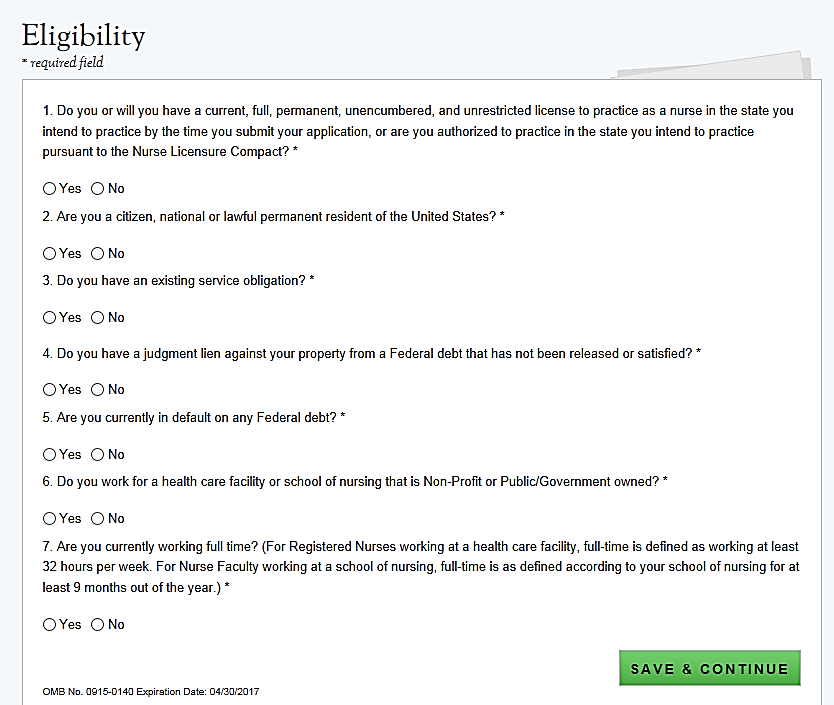 Eligibility
* required field
1. Do you or will you have a current, full, permanent, unencumbered, and unrestricted license to practice as a nurse in the state you
intend to practice by the time you submit your application, or are you authorized to practice in the state you intend to practice
pursuant to the Nurse Licensure Compact? *
Yes No
2. Are you a citizen, national or lawful permanent resident of the United States? *
Yes No
3. Do you have an existing service obligation? *
Yes No
4. Do you have a judgment lien against your property from a Federal debt that has not been released or satisfied? *
Yes No
5. Are you currently in default on any Federal debt? *
Yes No
6. Do you work for a health care facility or school of nursing that is Non-Profit or Public/Government owned? *
Yes No
7. Are you currently working full time? (For Registered Nurses working at a health care facility, full-time is defined as working at least
32 hours per week. For Nurse Faculty working at a school of nursing, full-time is as defined according to your school of nursing for at
least 9 months out of the year.) *
Yes No
SAVE & CONTINUE
OMB No. 0915-0140 Expiration Date: 04/30/2017